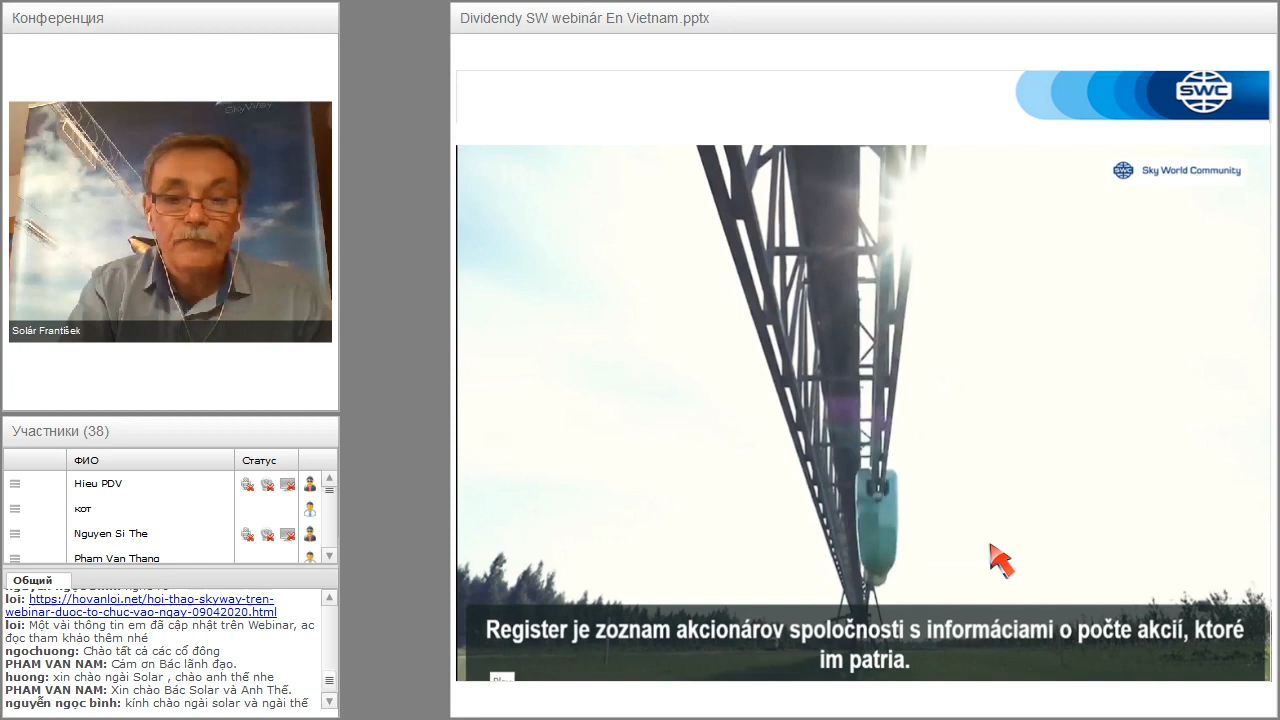 Конференция
SkyWay
Solár František
Участники (38)
ФИО
Статус
Hieu PDV
кот
Nguyen Si The
Pham Van Thang
Общий
loi: https://hovanloi.net/hoi-thao-skyway-tren-
webinar-duoc-to-chuc-vao-ngay-09042020.html
loi: Một vài thông tin em đã cập nhật trên Webinar, ac
đọc tham khảo thêm nhé
ngochuong: Chào tất cả các cổ đông
PHAM VAN NAM: Cảm ơn Bác lãnh đạo.
huong: xin chào ngài Solar , chào anh thế nhe
PHAM VAN NAM: Xin chào Bác Solar và Anh Thế.
nguyễn ngọc bình: kính chào ngài solar và ngài thế
Dividendy SW webinár En Vietnam.pptx
SWC
SWC Sky World Community
Register je zoznam akcionárov spoločnosti s informáciami o počte akcií, ktoré
im patria.
Play